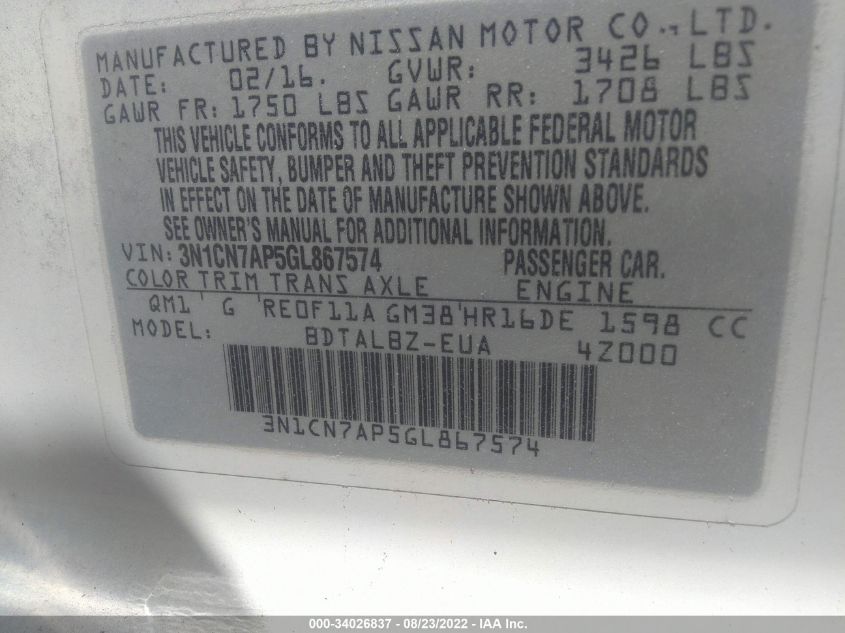 MANUFACTURED BY NISSAN MOTOR CO., LTD.
DATE: 02/16. GVWR: 3426 LBS
GAWR FR: 1750 LBS GAWR RR: 1708 LBS
THIS VEHICLE CONFORMS TO ALL APPLICABLE FEDERAL MOTOR
VEHICLE SAFETY, BUMPER AND THEFT PREVENTION STANDARDS
IN EFFECT ON THE DATE OF MANUFACTURE SHOWN ABOVE.
SEE OWNER'S MANUAL FOR ADDITIONAL INFORMATION.
VIN: 3N1CN7AP5GL867574 PASSENGER CAR.
COLOR TRIM TRANS AXLE ENGINE
QM1 ' G 'RE0F11A GM38'HR16DE 1598 CC
MODEL: BDTALBZ-EUA 4Z000
3N1CN7AP5GL867574
000-34026837 - 08/23/2022 - IAA Inc.